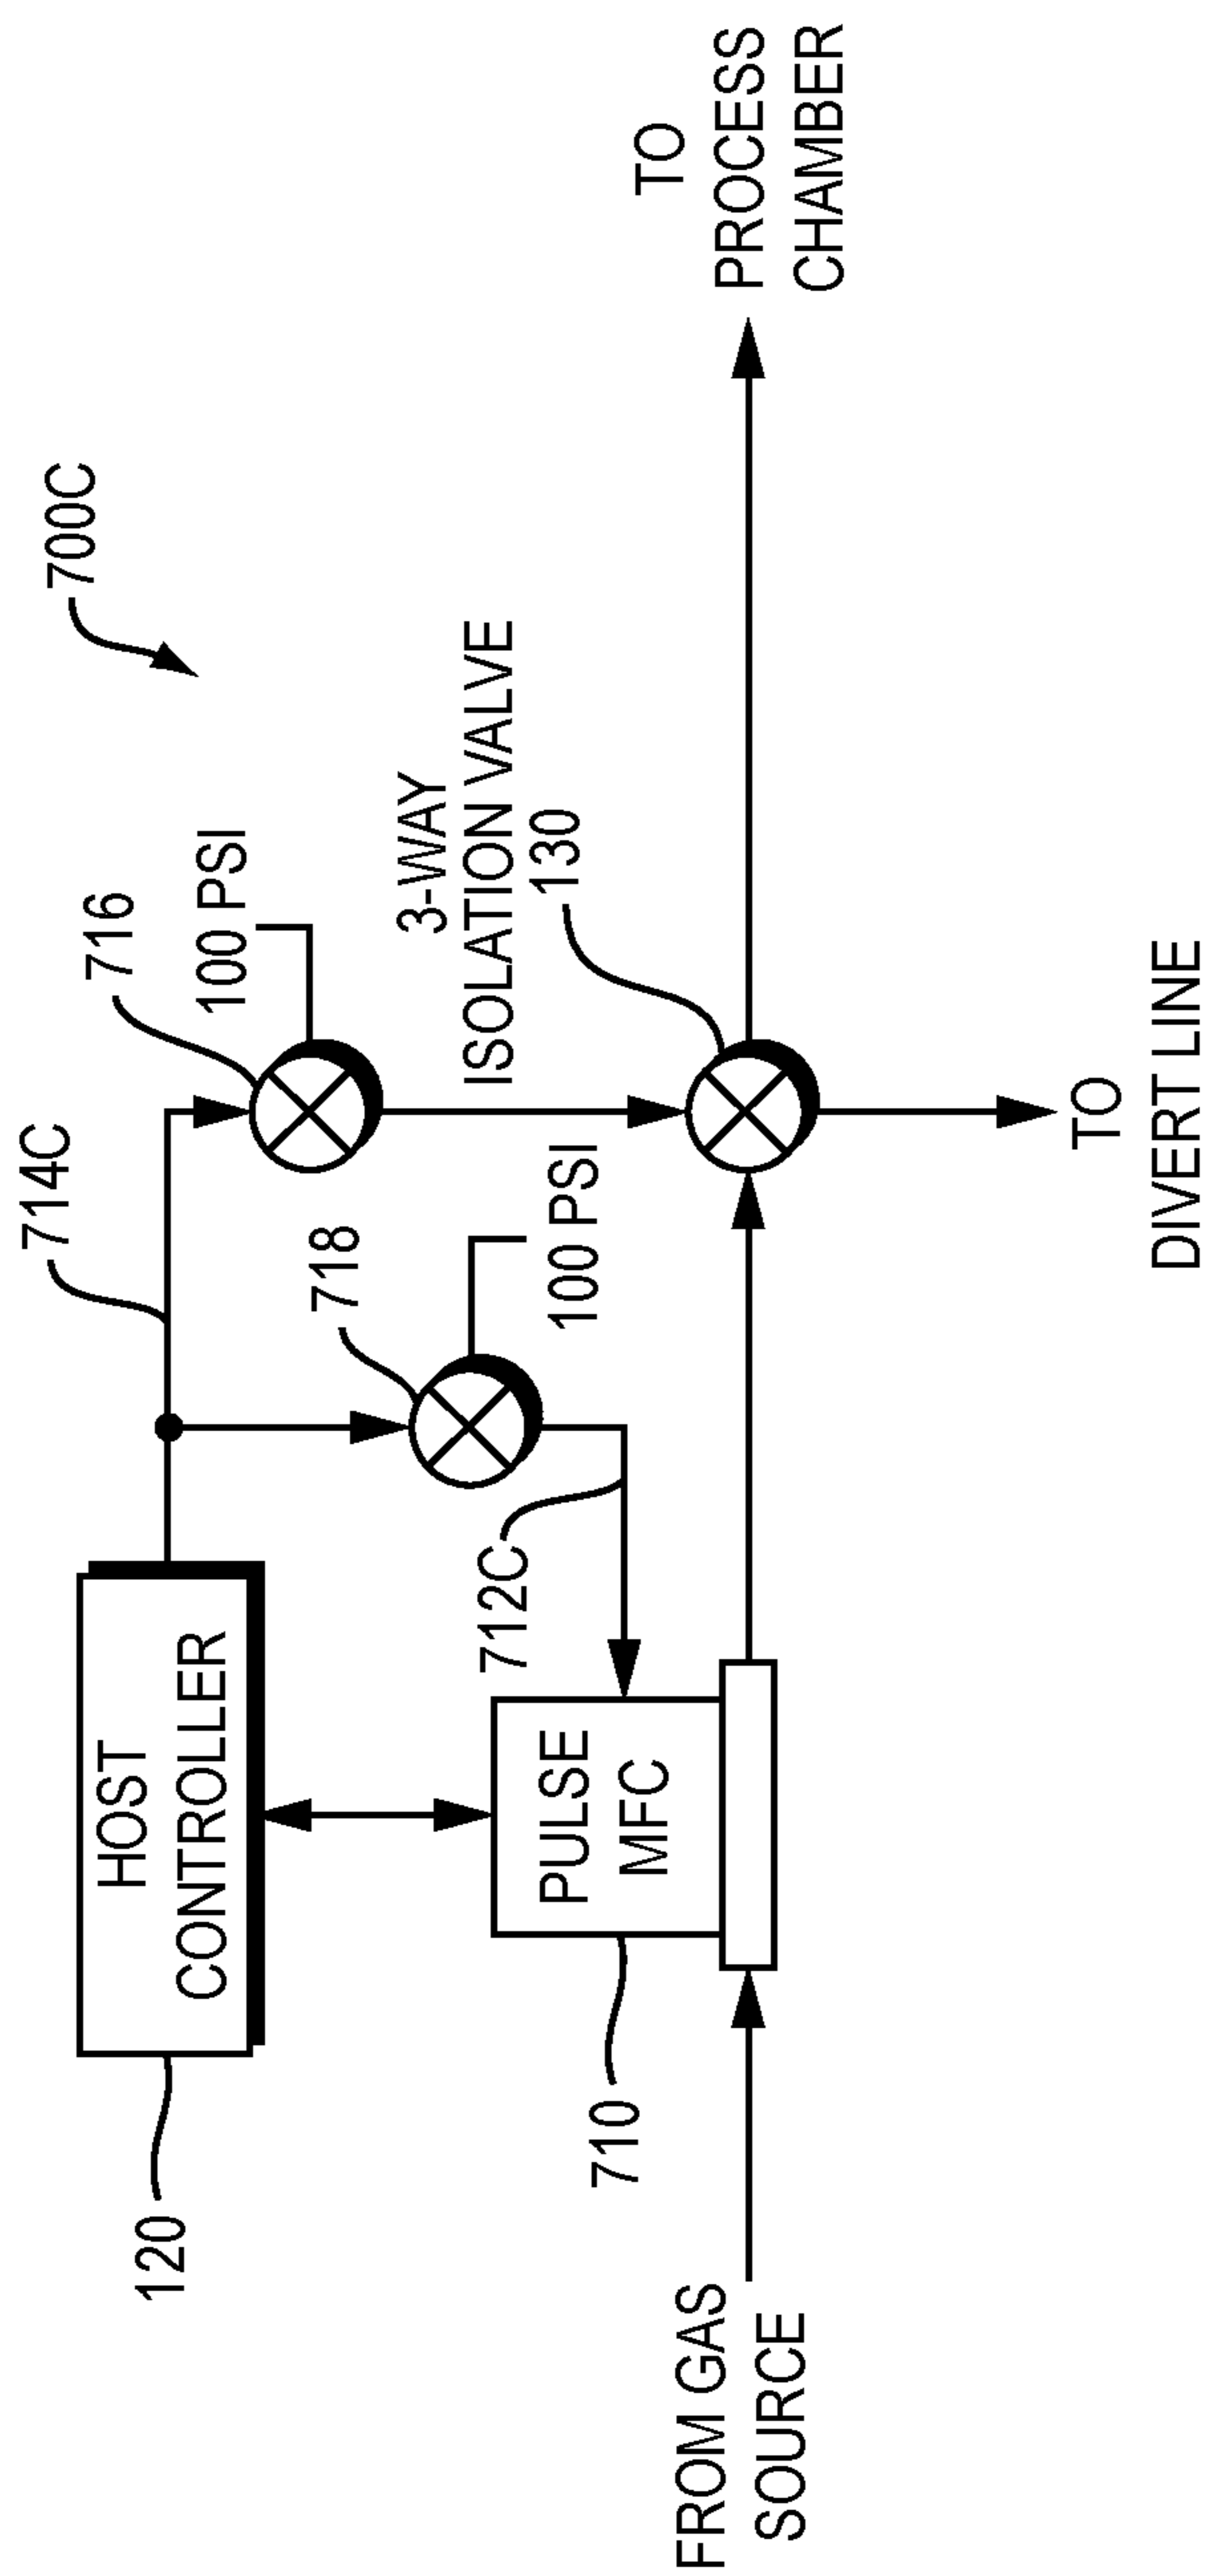 700C
714C
716
100 PSI
HOST
CONTROLLER
120
718
100 PSI
3-WAY
ISOLATION VALVE
130
712C
PULSE
MFC
710
FROM GAS
SOURCE
TO
PROCESS
CHAMBER
TO
DIVERT LINE